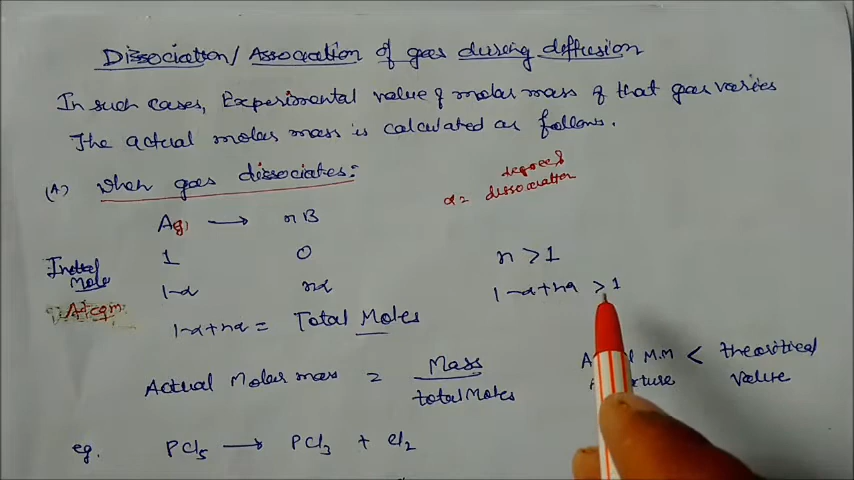 Dissociation/Association of gas during diffusion
In such cases, Experimental value of molar mass of that gas varies
The actual molar mass is calculated as follows.
(A) When gas dissociates:
α = degree of dissociation
A(g) → nB
Initial Mole 1 0
n > 1
At eqm 1-α nα
1-α+nα > 1
1-α+nα = Total Moles
Actual Molar mass = Mass / total Moles
M.M < theoritical value
eg. PCl5 → PCl3 + Cl2